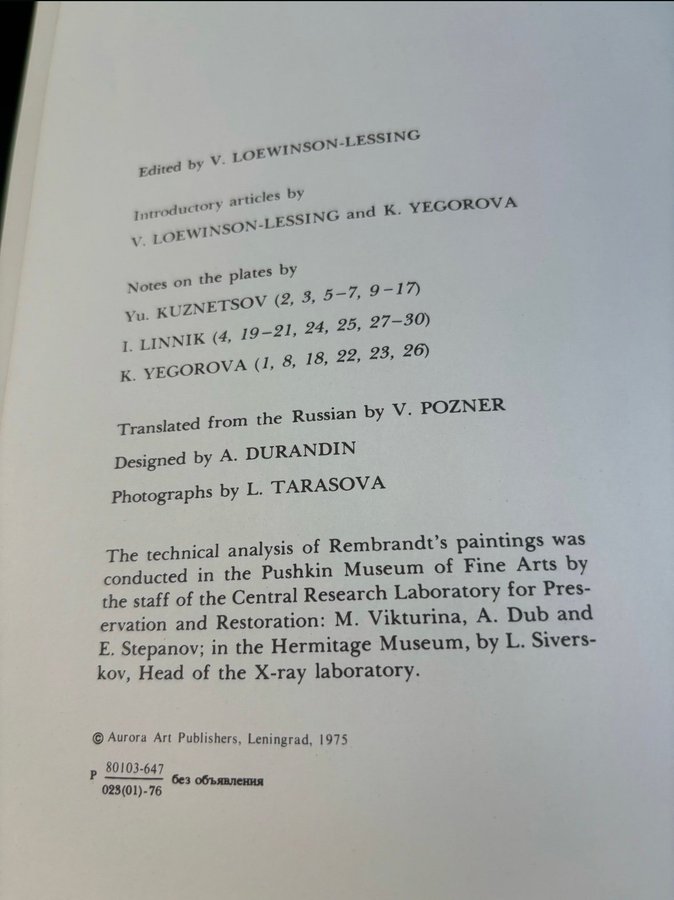 Edited by V. LOEWINSON-LESSING
Introductory articles by
V. LOEWINSON-LESSING and K. YEGOROVA
Notes on the plates by
Yu. KUZNETSOV (2, 3, 5–7, 9–17)
I. LINNIK (4, 19–21, 24, 25, 27–30)
K. YEGOROVA (1, 8, 18, 22, 23, 26)
Translated from the Russian by V. POZNER
Designed by A. DURANDIN
Photographs by L. TARASOVA
The technical analysis of Rembrandt's paintings was
conducted in the Pushkin Museum of Fine Arts by
the staff of the Central Research Laboratory for Pres-
ervation and Restoration: M. Vikturina, A. Dub and
E. Stepanov; in the Hermitage Museum, by L. Sivers-
kov, Head of the X-ray laboratory.
© Aurora Art Publishers, Leningrad, 1975
80103-647
Р без объявления
023(01)-76